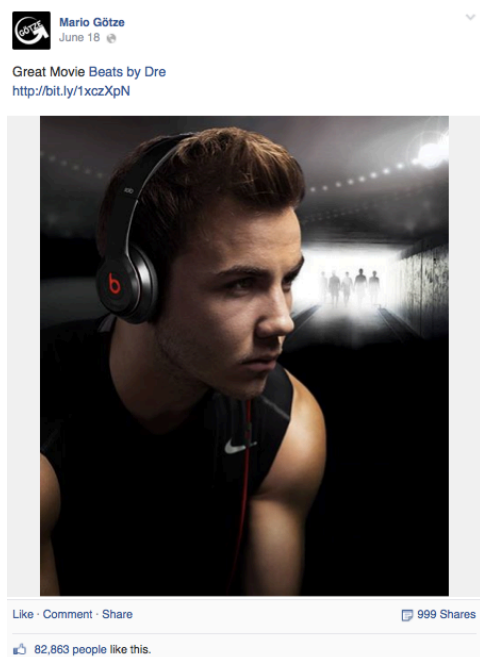 GÖTZE
Mario Götze
June 18
Great Movie Beats by Dre
http://bit.ly/1xczXpN
b
Like · Comment · Share
999 Shares
82,863 people like this.